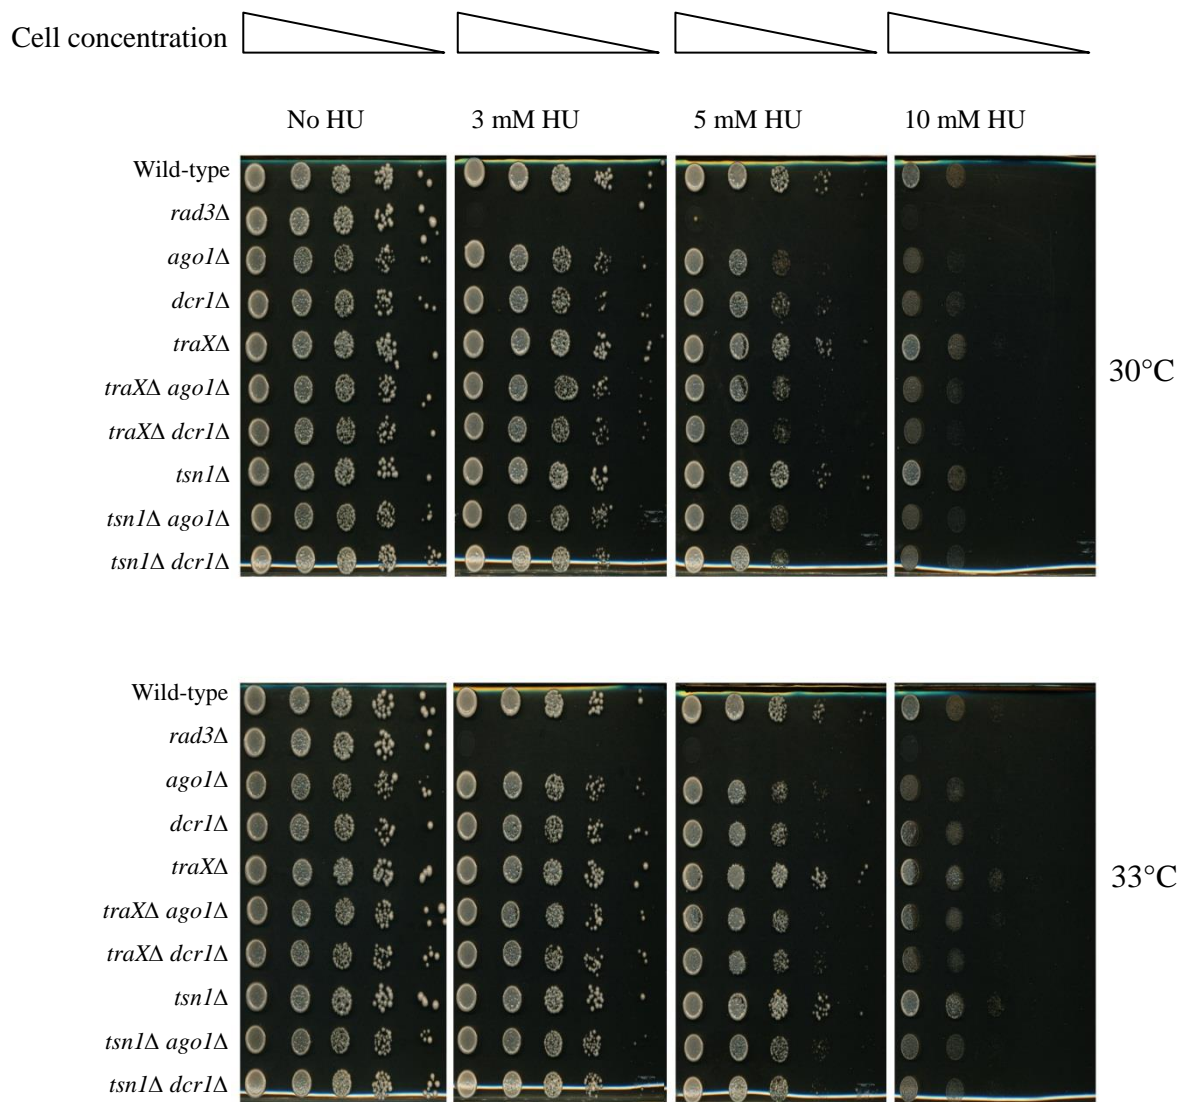 Cell concentration
No HU 3 mM HU 5 mM HU 10 mM HU
Wild-type
rad3Δ
ago1Δ
dcr1Δ
traXΔ
traXΔ ago1Δ
traXΔ dcr1Δ
tsn1Δ
tsn1Δ ago1Δ
tsn1Δ dcr1Δ
30°C
Wild-type
rad3Δ
ago1Δ
dcr1Δ
traXΔ
traXΔ ago1Δ
traXΔ dcr1Δ
tsn1Δ
tsn1Δ ago1Δ
tsn1Δ dcr1Δ
33°C